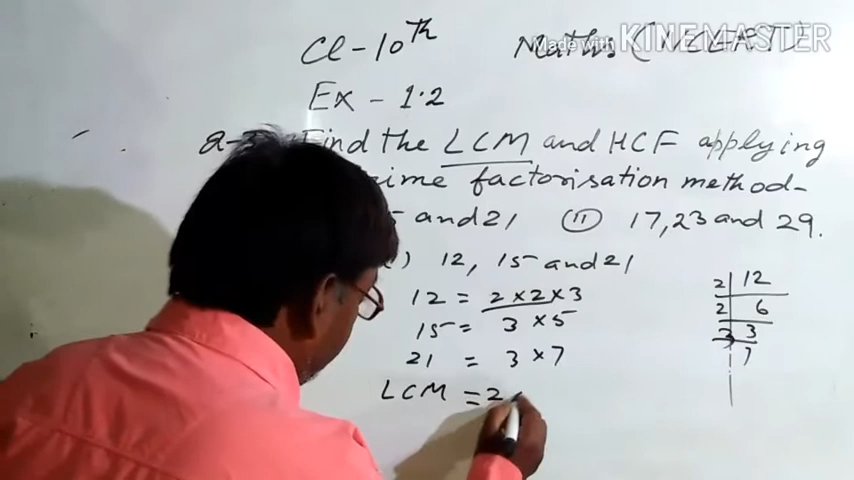 Cl-10th Maths (NCERT)
Made with KINEMASTER
Ex - 1.2
Find the LCM and HCF applying
factorisation method-
and 21 (ii) 17, 23 and 29.
12, 15 and 21
12 = 2 × 2 × 3
15 = 3 × 5
21 = 3 × 7
LCM = 2
2 12
2 6
3 3
1